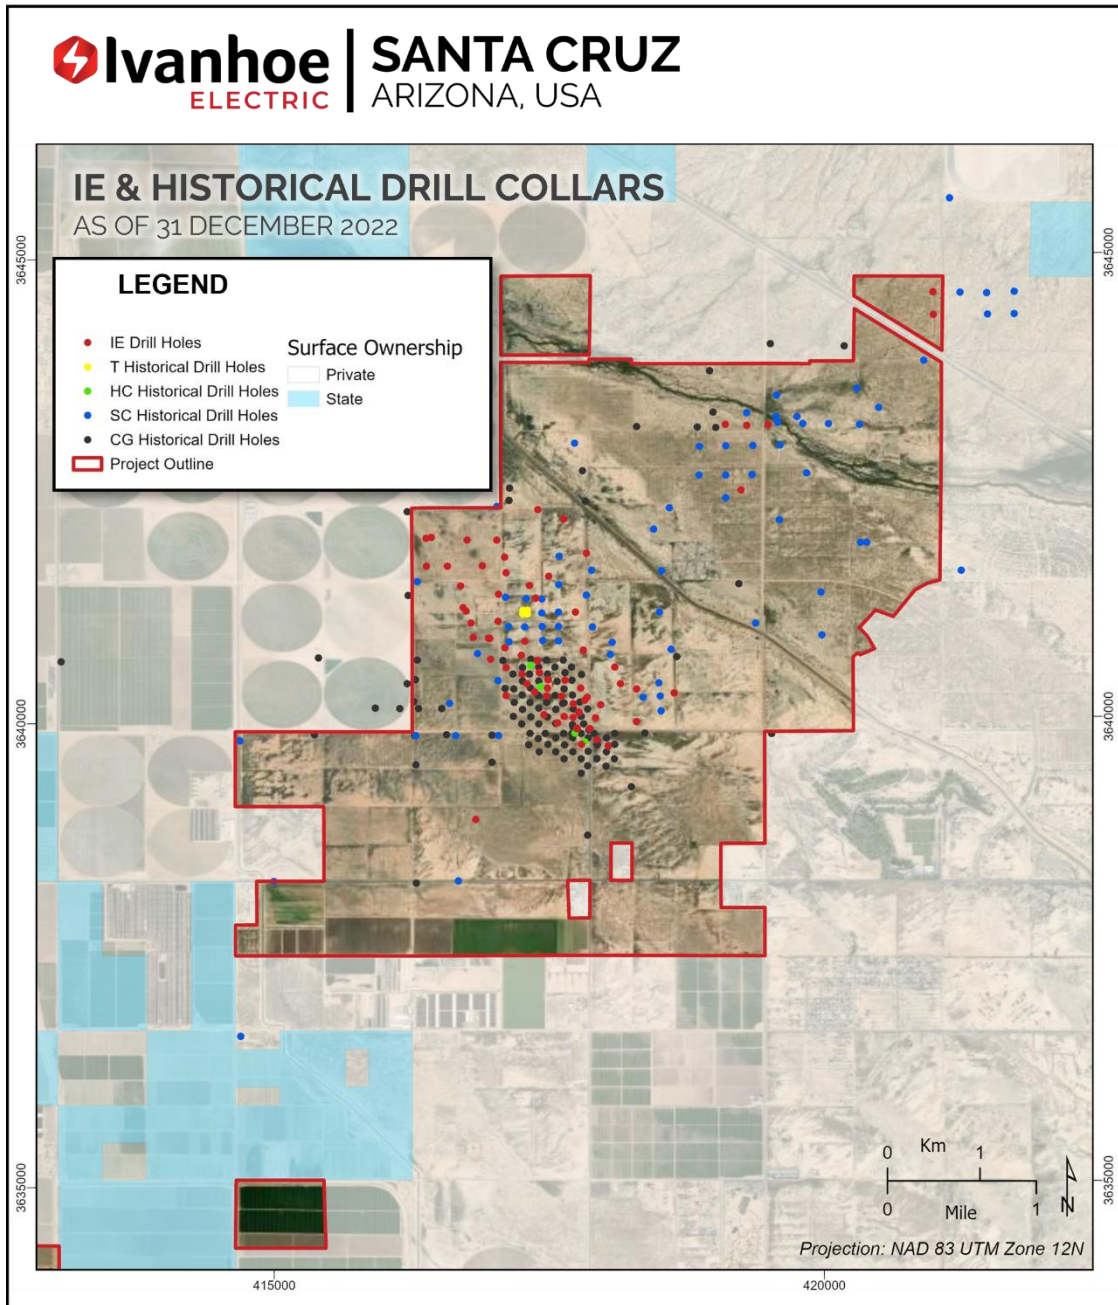 Ivanhoe
ELECTRIC
SANTA CRUZ
ARIZONA, USA
IE & HISTORICAL DRILL COLLARS
AS OF 31 DECEMBER 2022
LEGEND
IE Drill Holes
T Historical Drill Holes
HC Historical Drill Holes
SC Historical Drill Holes
CG Historical Drill Holes
Project Outline
Surface Ownership
Private
State
3645000
3645000
3640000
3640000
3635000
3635000
0 Km 1
0 Mile 1
N
Projection: NAD 83 UTM Zone 12N
415000
420000